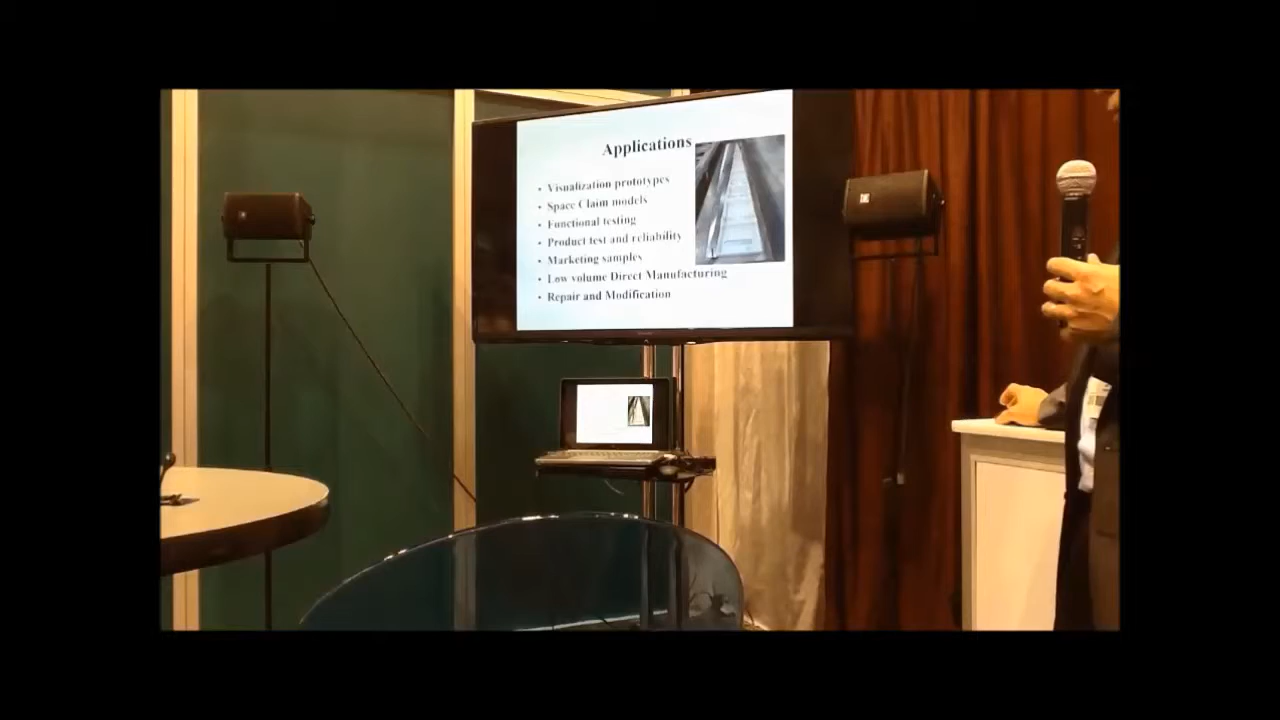 Applications
• Visualization prototypes
• Space Claim models
• Functional testing
• Product test and reliability
• Marketing samples
• Low volume Direct Manufacturing
• Repair and Modification